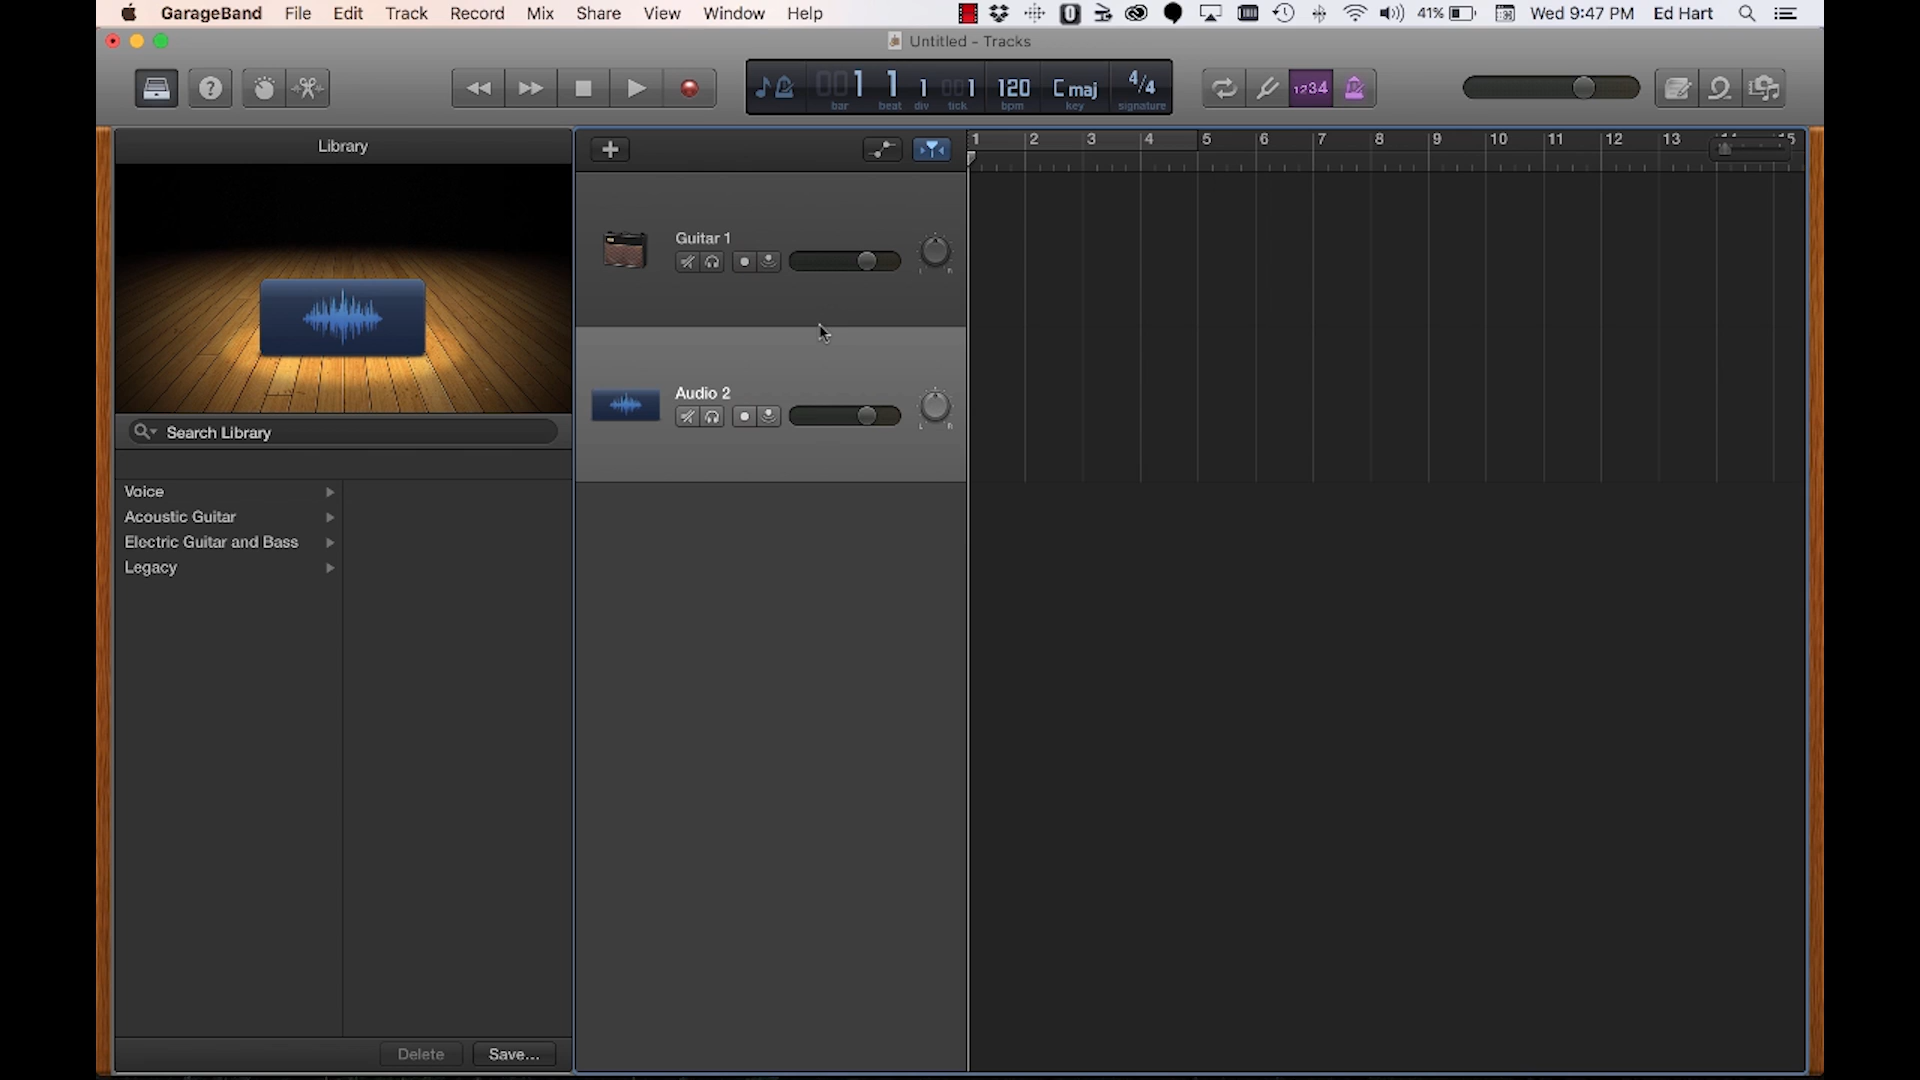 GarageBand File Edit Track Record Mix Share View Window Help 41% Wed 9:47 PM Ed Hart
Untitled - Tracks
001 1 1 001 120 Cmaj 4/4 1234
bar beat div tick bpm key signature
Library
1 2 3 4 5 6 7 8 9 10 11 12 13
Guitar 1
Audio 2
Search Library
Voice
Acoustic Guitar
Electric Guitar and Bass
Legacy
Delete Save...